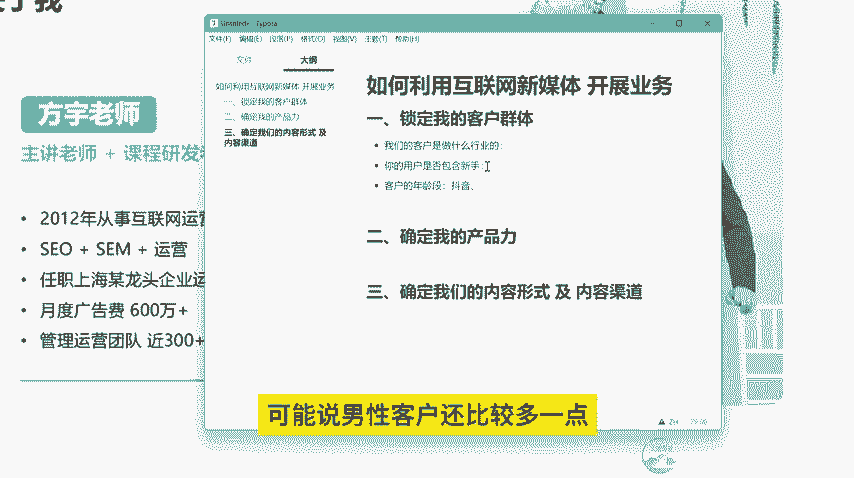 方宇老师
主讲老师 + 课程研发
• 2012年从事互联网运营
• SEO + SEM + 运营
• 任职上海某龙头企业运
• 月度广告费 600万+
• 管理运营团队 近300+
文件(F) 编辑(E) 段落(P) 格式(O) 视图(V) 主题(T) 帮助(H)
文件 大纲
如何利用互联网新媒体 开展业务
一、锁定我的客户群体
二、确定我的产品力
三、确定我们的内容形式 及
内容渠道
如何利用互联网新媒体 开展业务
一、锁定我的客户群体
• 我们的客户是做什么行业的:
• 你的用户是否包含新手:
• 客户的年龄段：抖音、
二、确定我的产品力
三、确定我们的内容形式 及 内容渠道
可能说男性客户还比较多一点